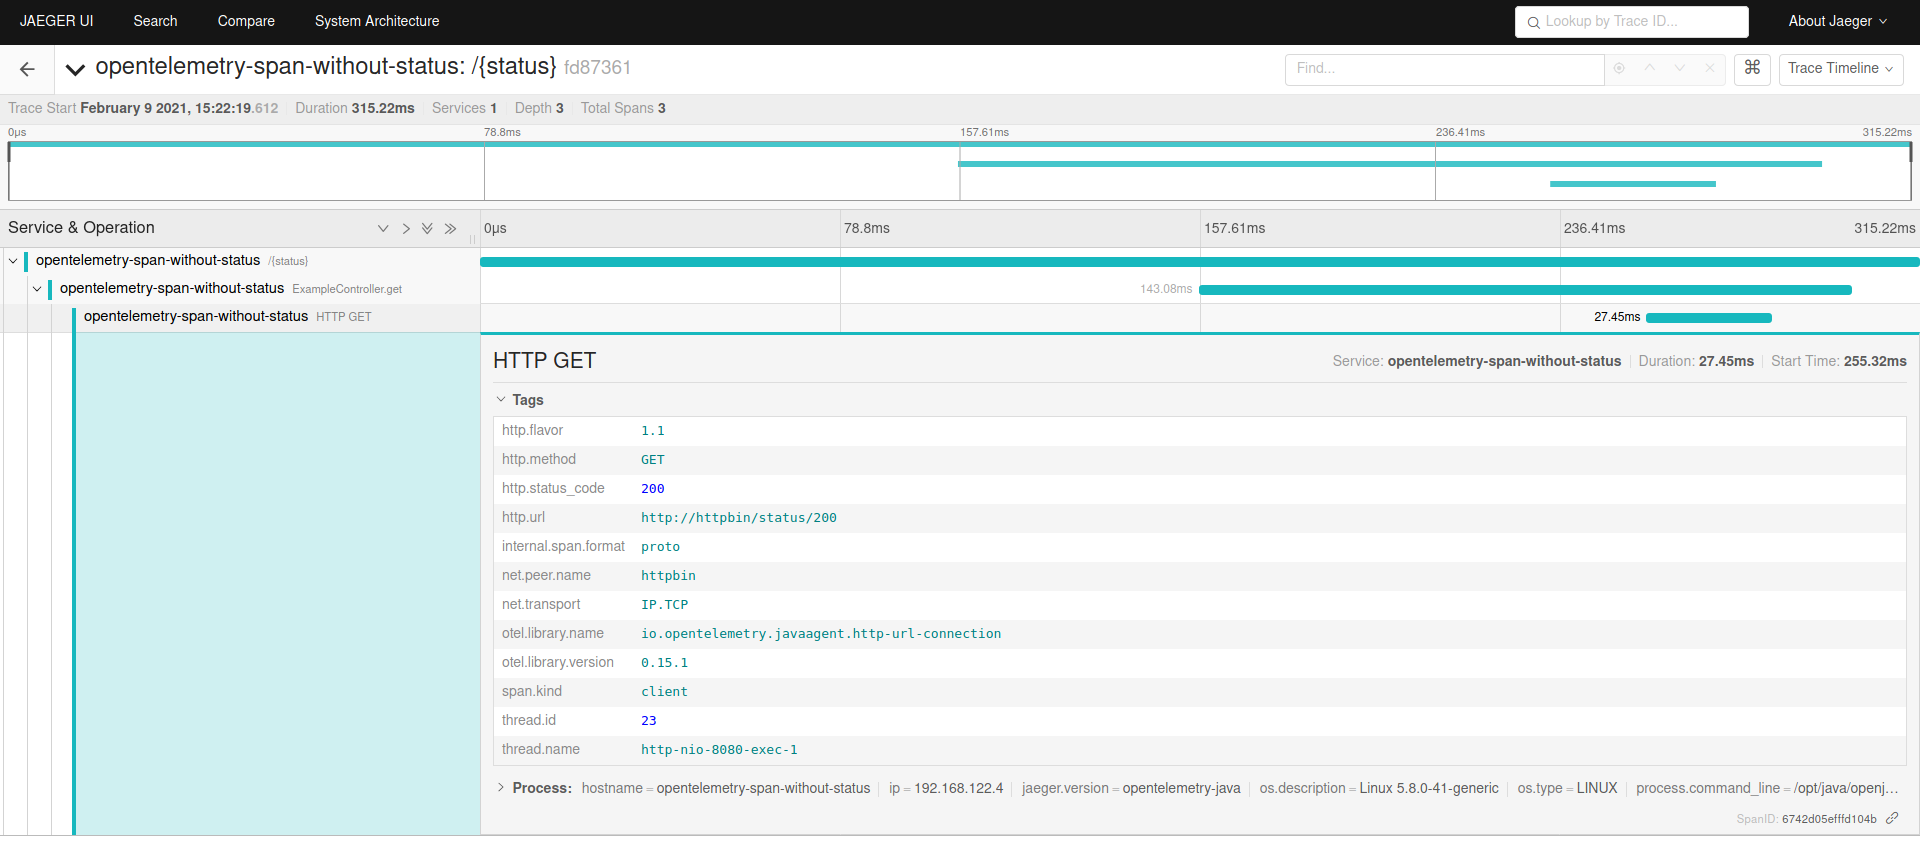 JAEGER UI Search Compare System Architecture Lookup by Trace ID... About Jaeger
opentelemetry-span-without-status: /{status} fd87361 Find... ⌘ Trace Timeline
Trace Start February 9 2021, 15:22:19.612 Duration 315.22ms Services 1 Depth 3 Total Spans 3
0μs 78.8ms 157.61ms 236.41ms 315.22ms
Service & Operation 0μs 78.8ms 157.61ms 236.41ms 315.22ms
opentelemetry-span-without-status /{status}
opentelemetry-span-without-status ExampleController.get 143.08ms
opentelemetry-span-without-status HTTP GET 27.45ms
HTTP GET Service: opentelemetry-span-without-status Duration: 27.45ms Start Time: 255.32ms
Tags
http.flavor 1.1
http.method GET
http.status_code 200
http.url http://httpbin/status/200
internal.span.format proto
net.peer.name httpbin
net.transport IP.TCP
otel.library.name io.opentelemetry.javaagent.http-url-connection
otel.library.version 0.15.1
span.kind client
thread.id 23
thread.name http-nio-8080-exec-1
Process: hostname = opentelemetry-span-without-status ip = 192.168.122.4 jaeger.version = opentelemetry-java os.description = Linux 5.8.0-41-generic os.type = LINUX process.command_line = /opt/java/openj...
SpanID: 6742d05efffd104b